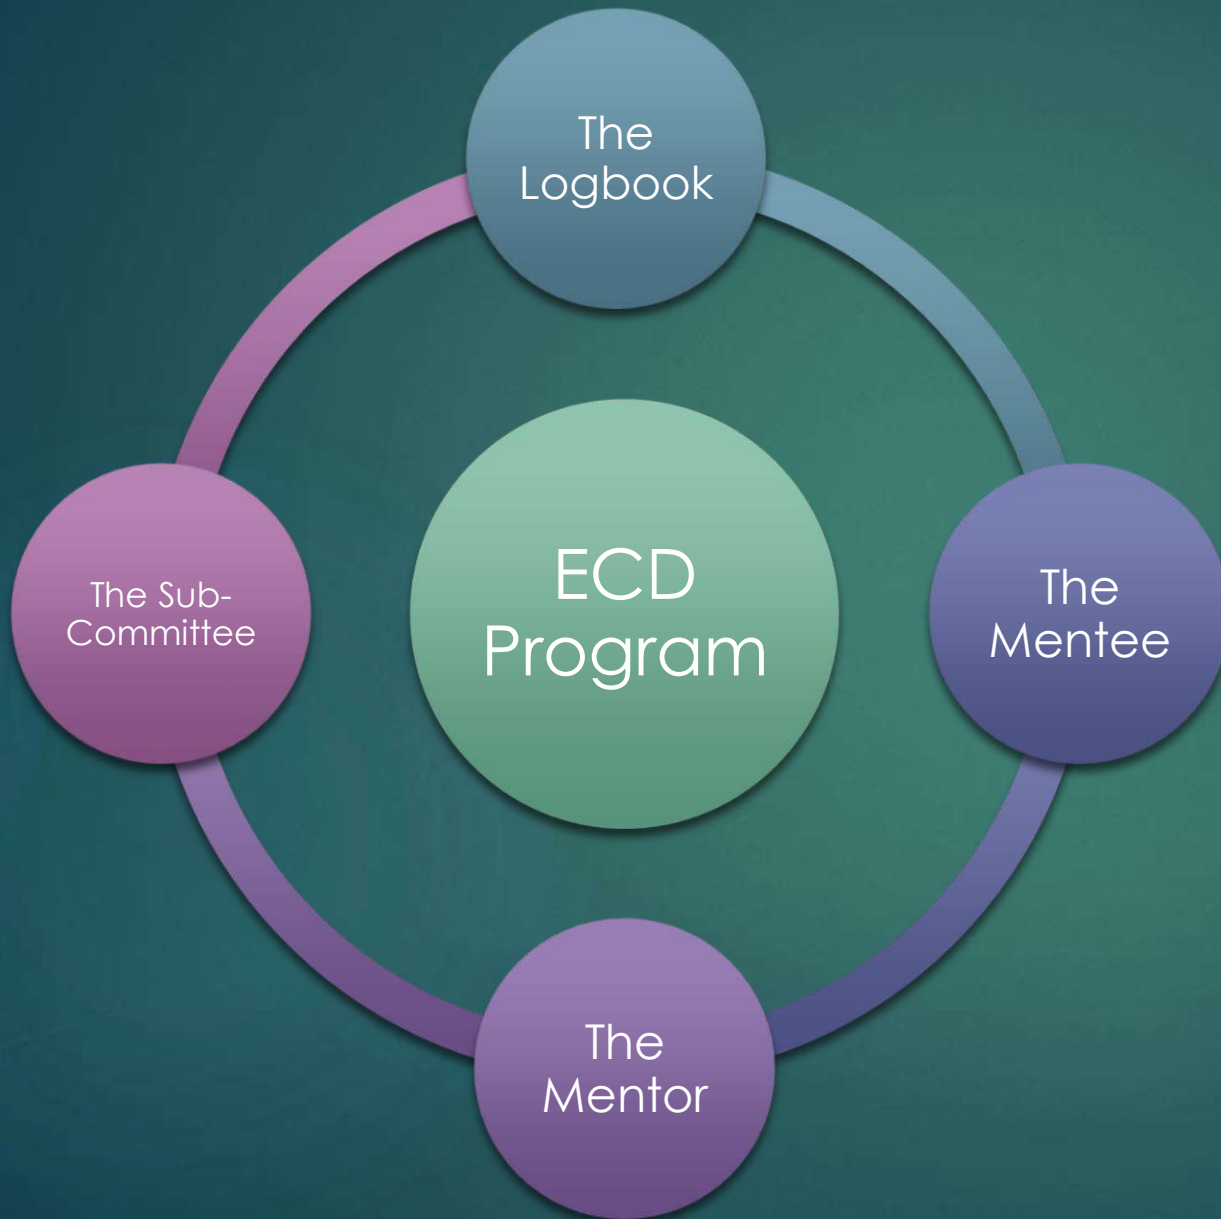 The
Logbook
ECD
Program
The Sub-
Committee
The
Mentee
The
Mentor